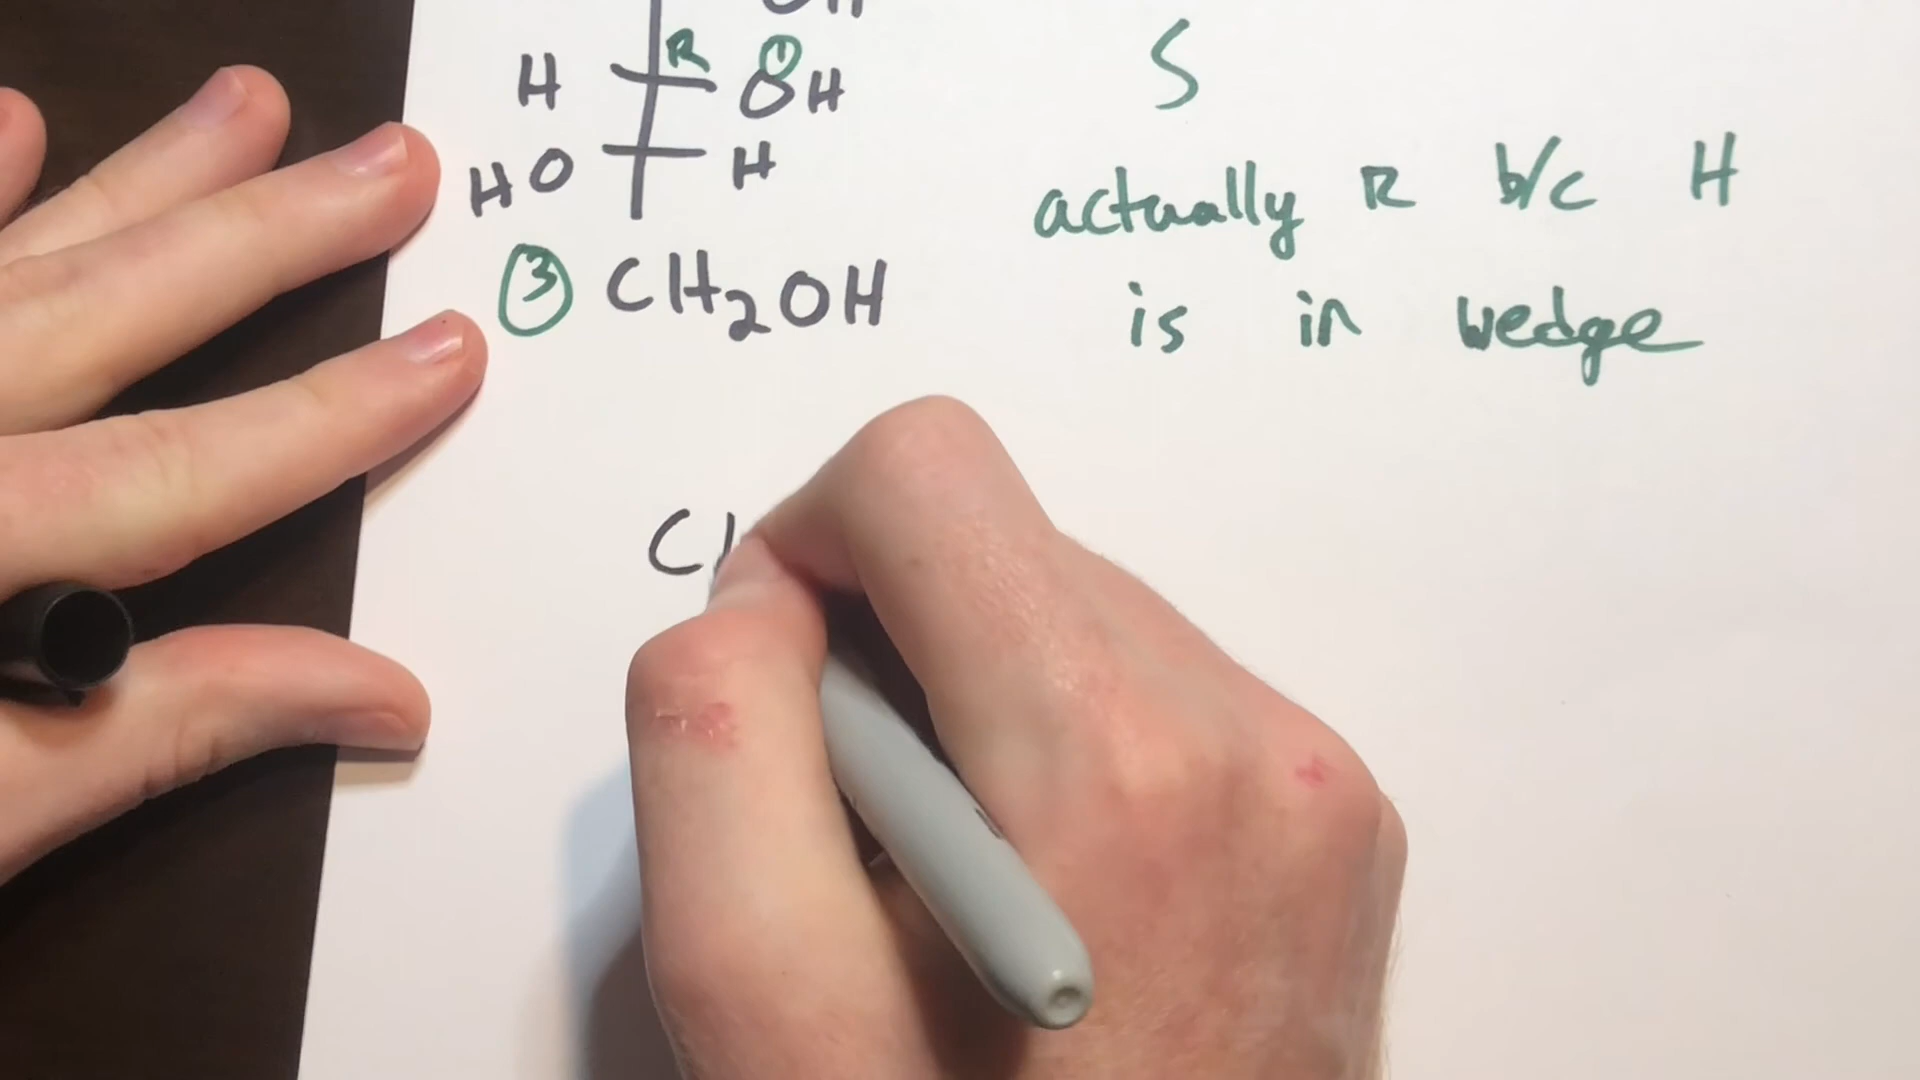 H R ① OH
HO H
③ CH2OH
S
actually R b/c H
is in wedge
C